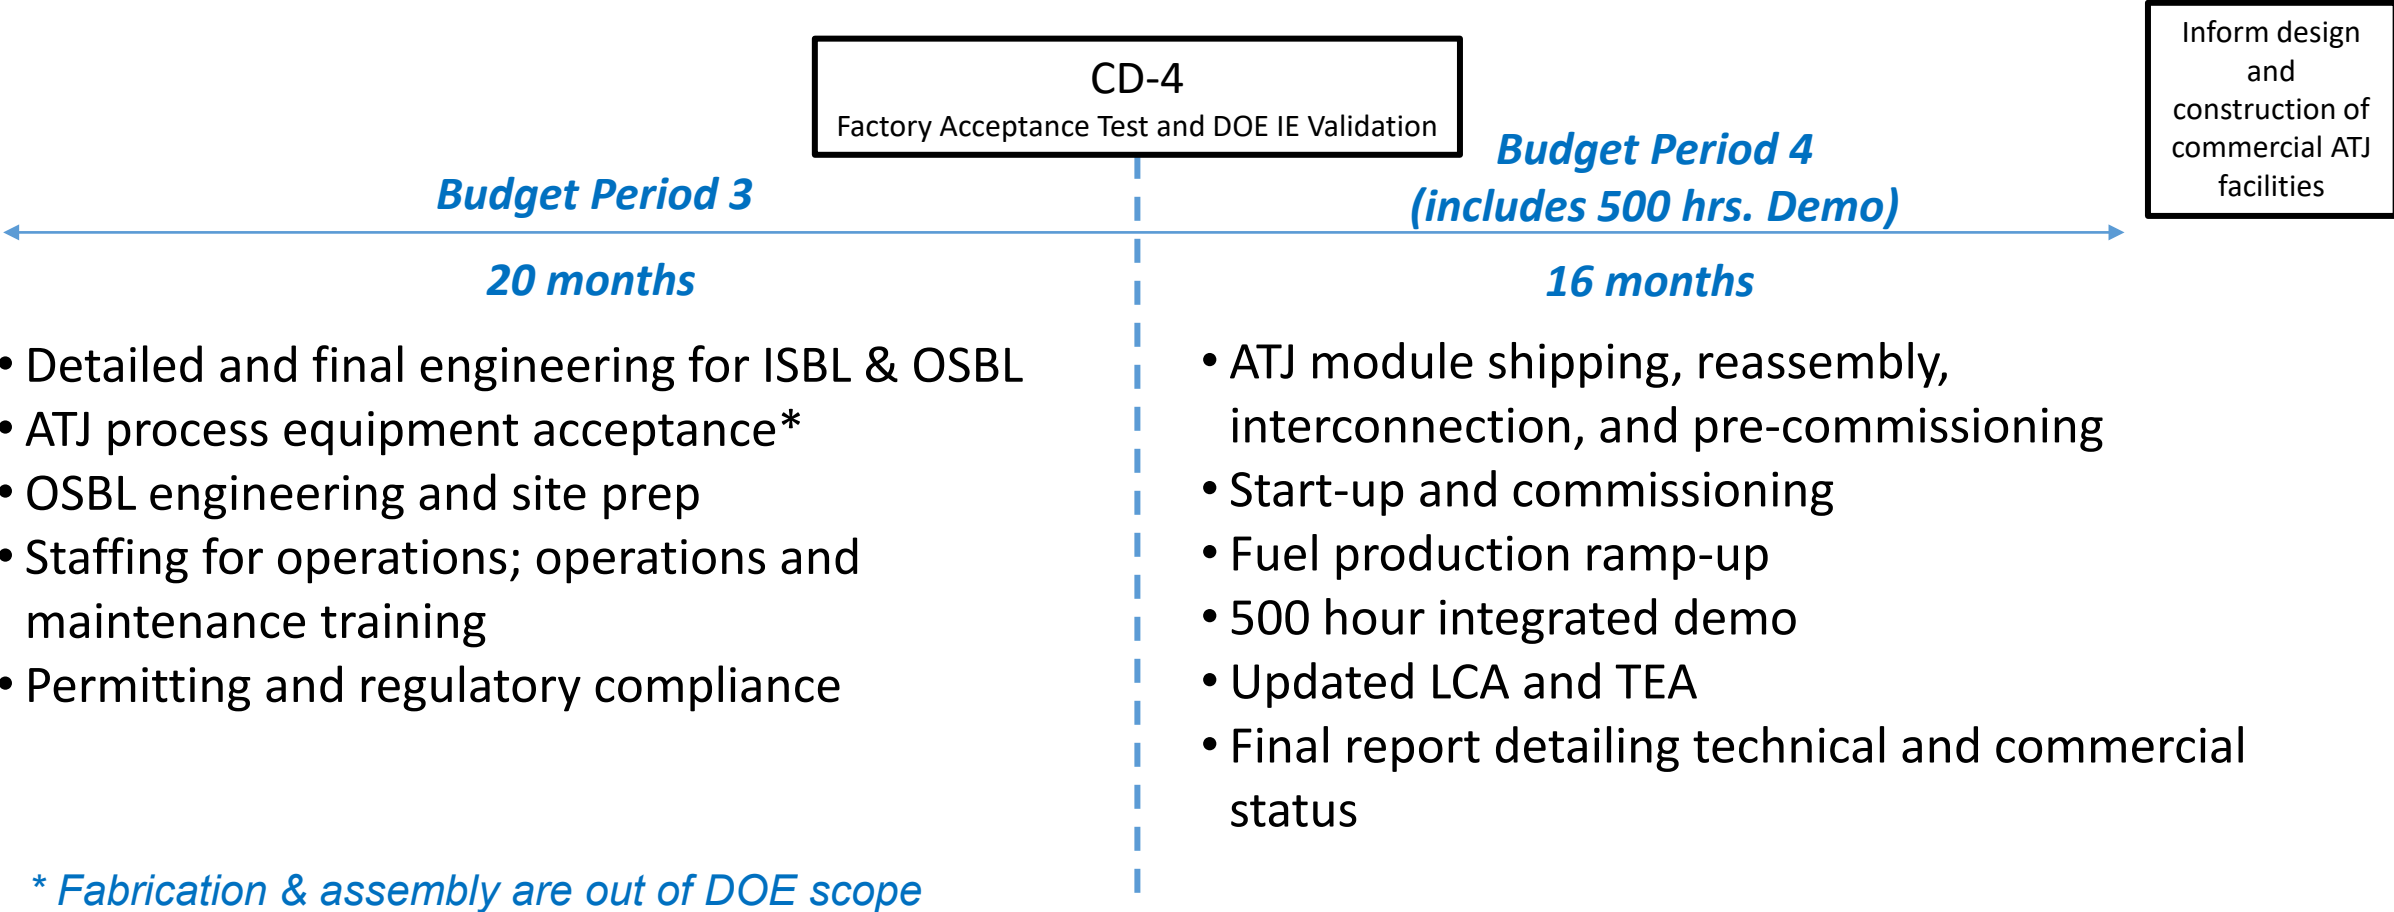 Inform design
and
construction of
commercial ATJ
facilities
CD-4
Factory Acceptance Test and DOE IE Validation
Budget Period 3
20 months
Budget Period 4
(includes 500 hrs. Demo)
16 months
• Detailed and final engineering for ISBL & OSBL
• ATJ process equipment acceptance*
• OSBL engineering and site prep
• Staffing for operations; operations and
maintenance training
• Permitting and regulatory compliance
• ATJ module shipping, reassembly,
interconnection, and pre-commissioning
• Start-up and commissioning
• Fuel production ramp-up
• 500 hour integrated demo
• Updated LCA and TEA
• Final report detailing technical and commercial
status
* Fabrication & assembly are out of DOE scope